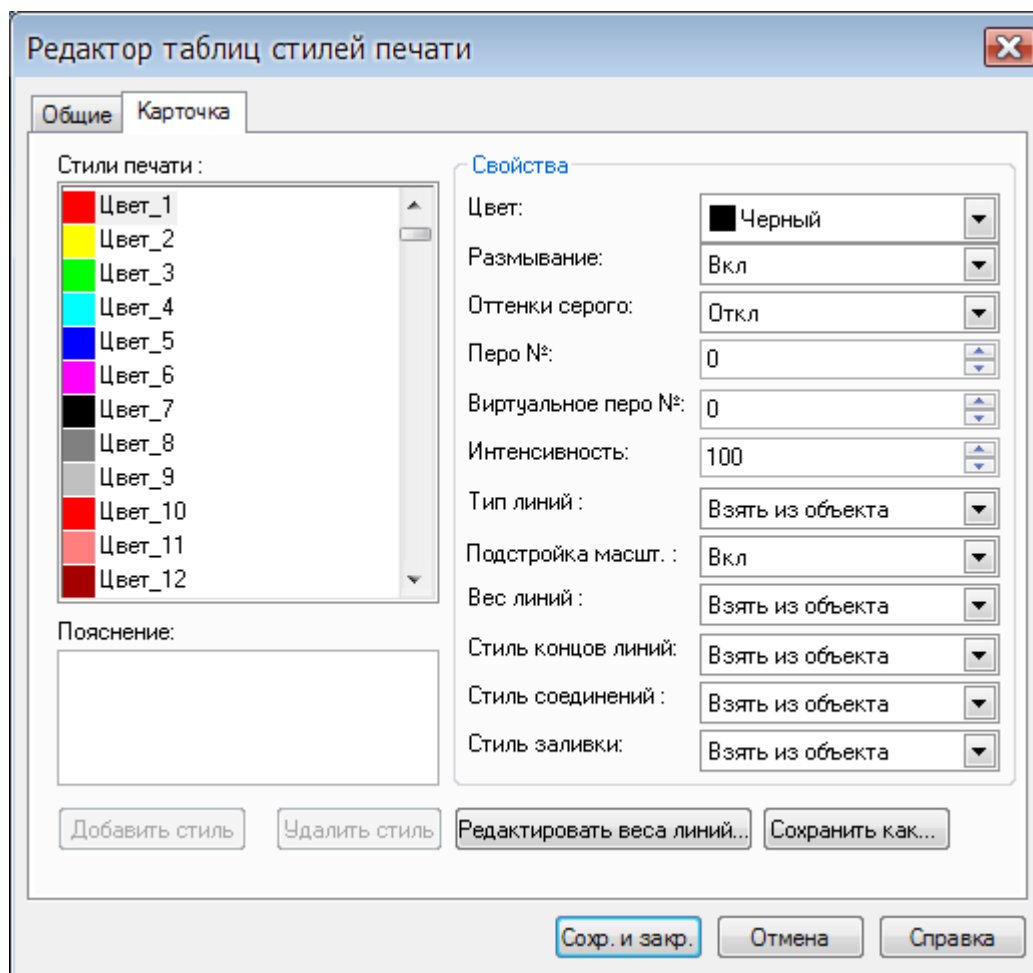 Редактор таблиц стилей печати
Общие
Карточка
Стили печати :
Цвет_1
Цвет_2
Цвет_3
Цвет_4
Цвет_5
Цвет_6
Цвет_7
Цвет_8
Цвет_9
Цвет_10
Цвет_11
Цвет_12
Пояснение:
Добавить стиль
Удалить стиль
Свойства
Цвет: Черный
Размывание: Вкл
Оттенки серого: Откл
Перо №: 0
Виртуальное перо №: 0
Интенсивность: 100
Тип линий : Взять из объекта
Подстройка масшт. : Вкл
Вес линий : Взять из объекта
Стиль концов линий: Взять из объекта
Стиль соединений : Взять из объекта
Стиль заливки: Взять из объекта
Редактировать веса линий...
Сохранить как...
Сохр. и закр.
Отмена
Справка